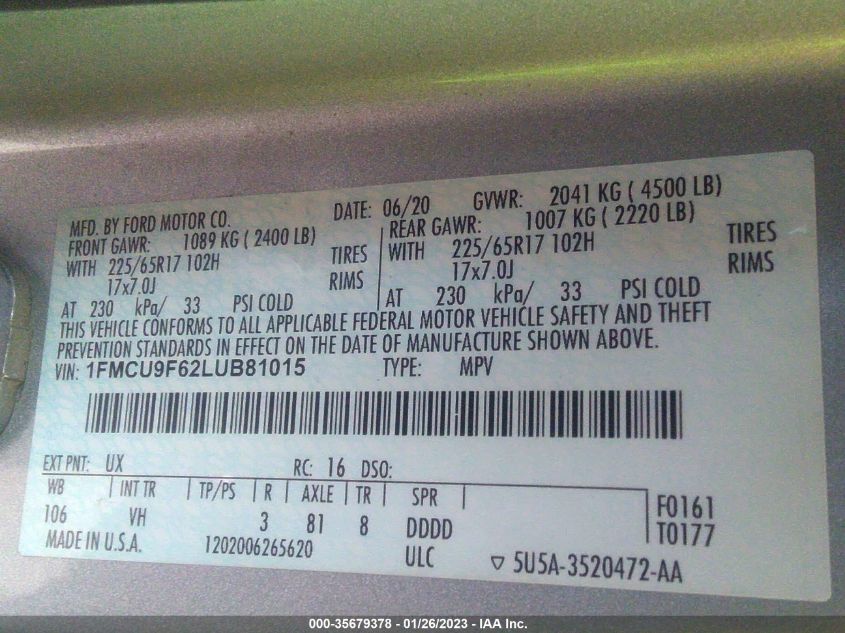 MFD. BY FORD MOTOR CO. DATE: 06/20 GVWR: 2041 KG ( 4500 LB)
FRONT GAWR: 1089 KG ( 2400 LB) REAR GAWR: 1007 KG ( 2220 LB)
WITH 225/65R17 102H TIRES WITH 225/65R17 102H TIRES
17x7.0J RIMS 17x7.0J RIMS
AT 230 kPa/ 33 PSI COLD AT 230 kPa/ 33 PSI COLD
THIS VEHICLE CONFORMS TO ALL APPLICABLE FEDERAL MOTOR VEHICLE SAFETY AND THEFT
PREVENTION STANDARDS IN EFFECT ON THE DATE OF MANUFACTURE SHOWN ABOVE.
VIN: 1FMCU9F62LUB81015 TYPE: MPV
EXT PNT: UX RC: 16 DSO:
WB INT TR TP/PS R AXLE TR SPR F0161
106 VH 3 81 8 DDDD T0177
MADE IN U.S.A. 1202006265620 ULC ▽ 5U5A-3520472-AA
000-35679378 - 01/26/2023 - IAA Inc.